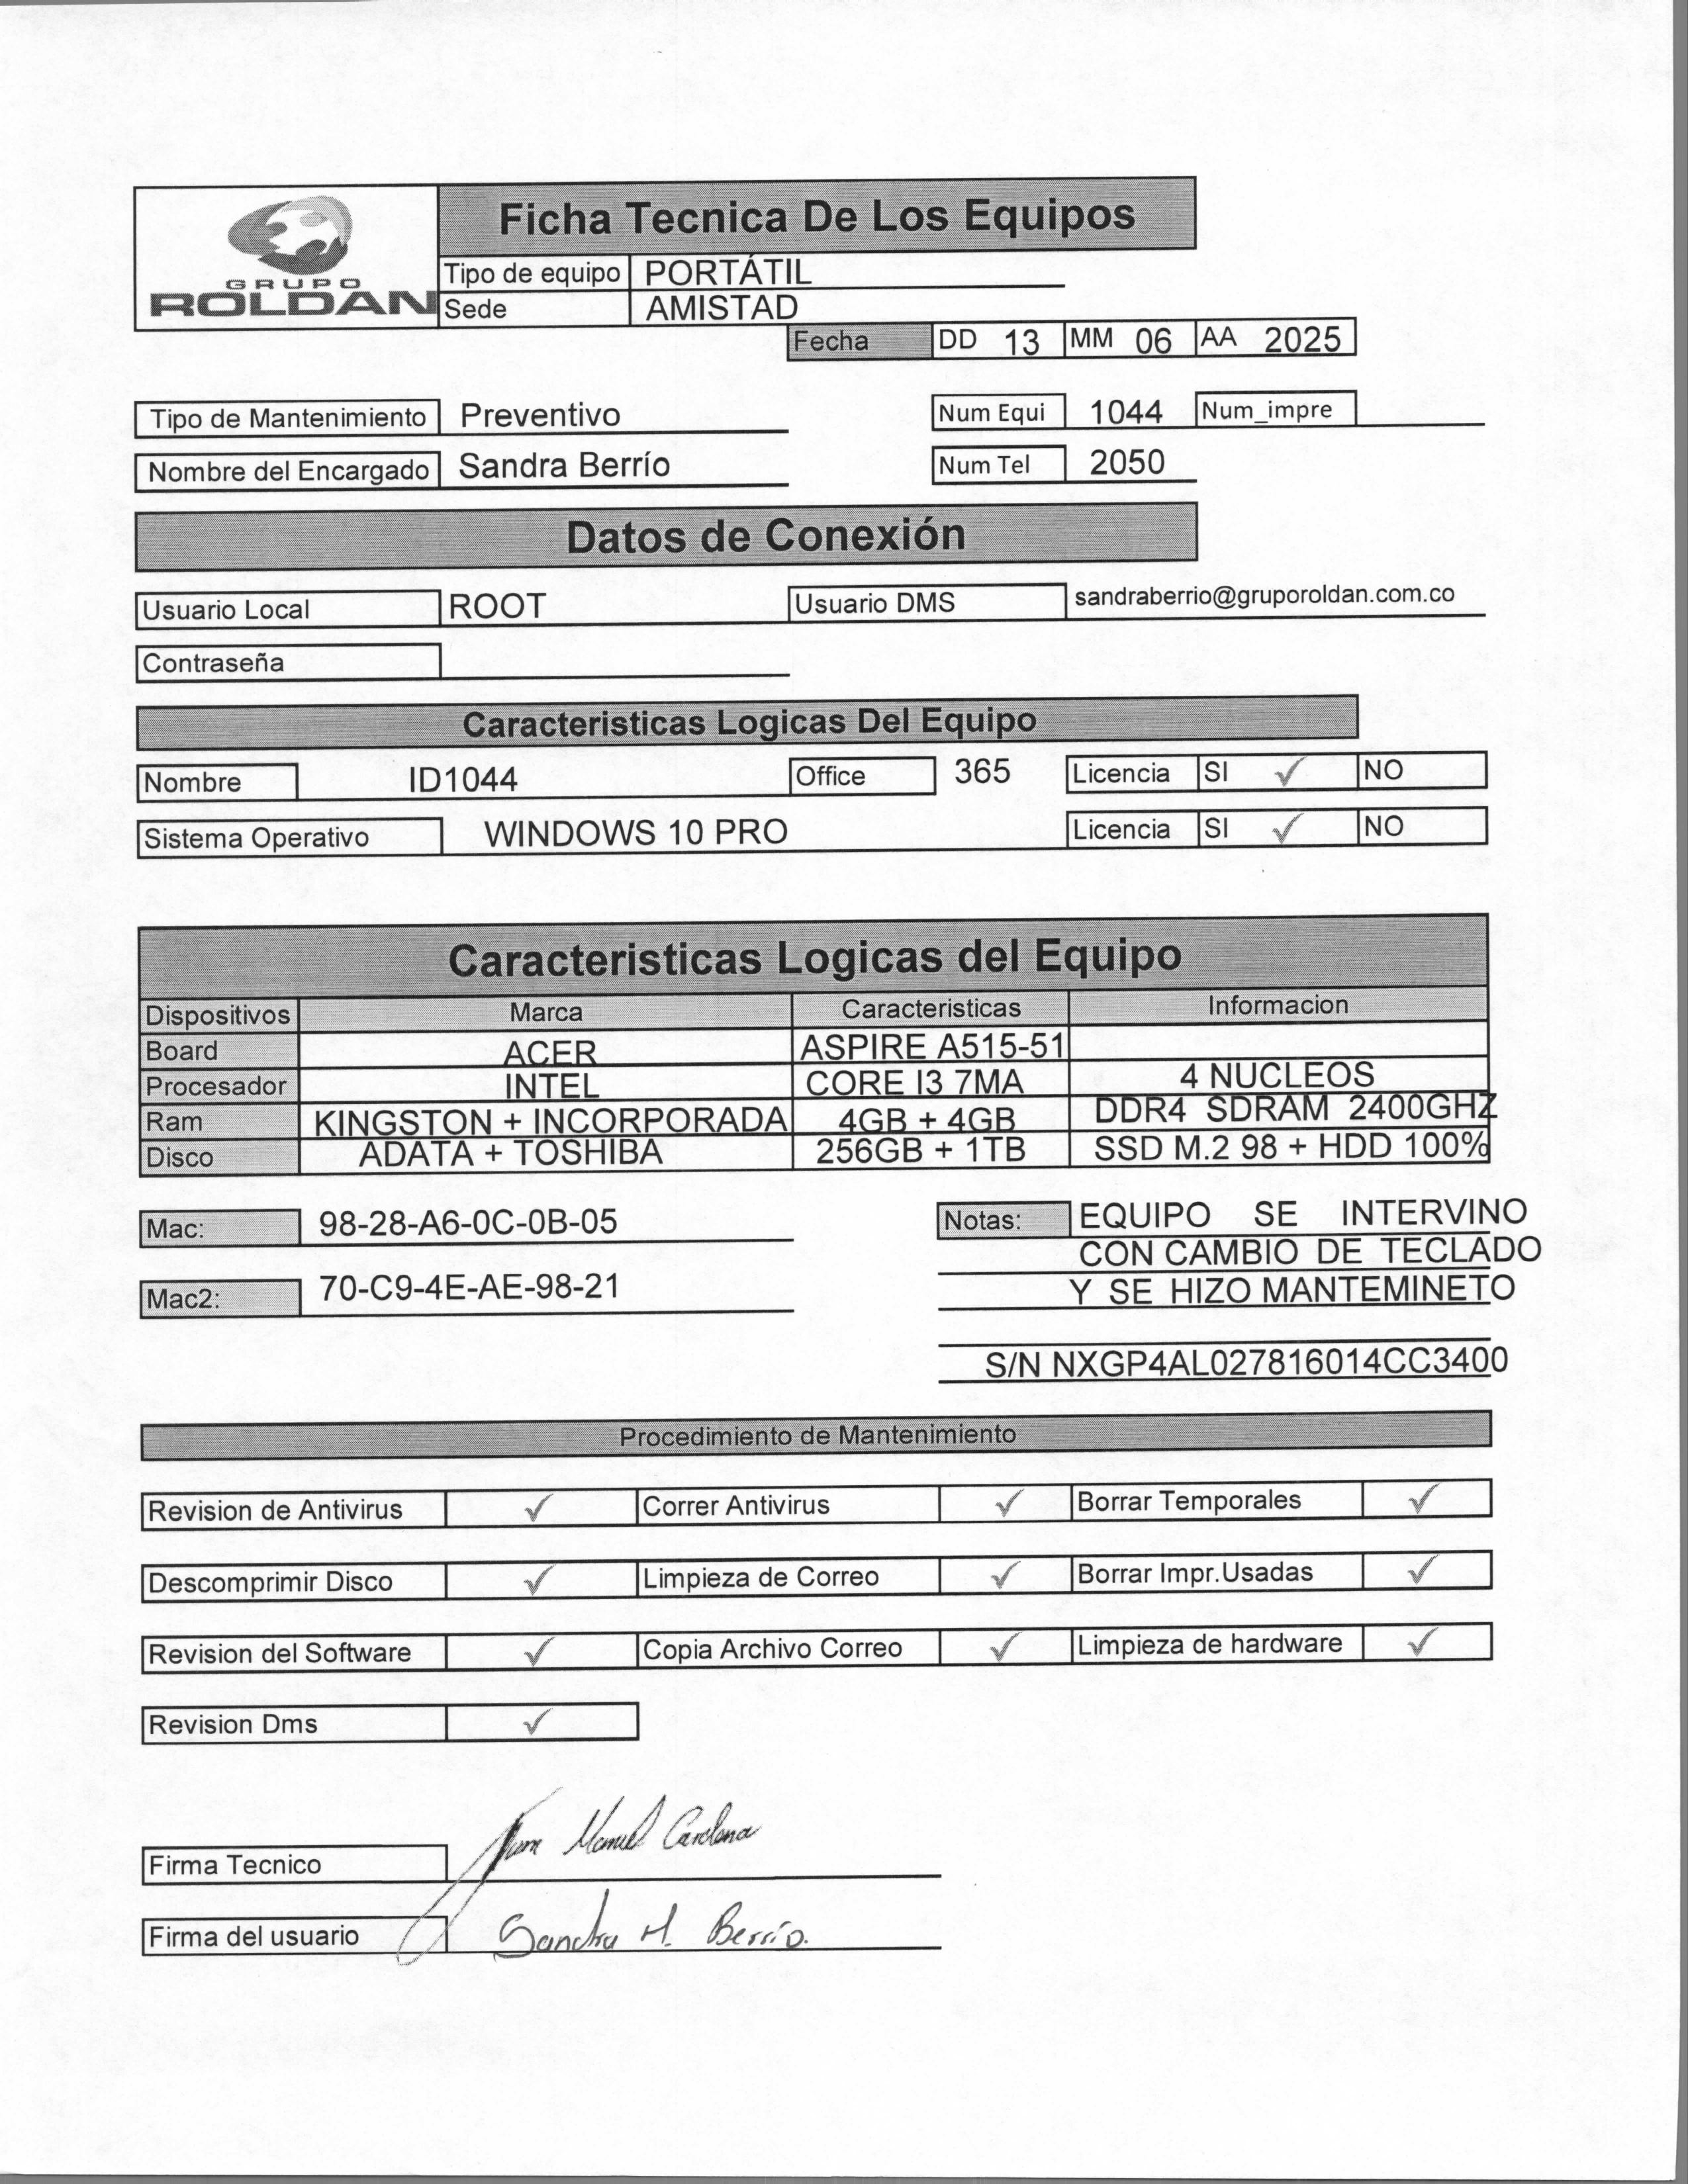 GRUPO
ROLDAN
Ficha Tecnica De Los Equipos
Tipo de equipo PORTÁTIL
Sede AMISTAD
Fecha DD 13 MM 06 AA 2025
Tipo de Mantenimiento Preventivo Num Equi 1044 Num_impre
Nombre del Encargado Sandra Berrío Num Tel 2050
Datos de Conexión
Usuario Local ROOT Usuario DMS sandraberrio@gruporoldan.com.co
Contraseña
Caracteristicas Logicas Del Equipo
Nombre ID1044 Office 365 Licencia SI ✓ NO
Sistema Operativo WINDOWS 10 PRO Licencia SI ✓ NO
Caracteristicas Logicas del Equipo
Dispositivos Marca Caracteristicas Informacion
Board ACER ASPIRE A515-51
Procesador INTEL CORE I3 7MA 4 NUCLEOS
Ram KINGSTON + INCORPORADA 4GB + 4GB DDR4 SDRAM 2400GHZ
Disco ADATA + TOSHIBA 256GB + 1TB SSD M.2 98 + HDD 100%
Mac: 98-28-A6-0C-0B-05
Mac2: 70-C9-4E-AE-98-21
Notas: EQUIPO SE INTERVINO
CON CAMBIO DE TECLADO
Y SE HIZO MANTEMINETO
S/N NXGP4AL027816014CC3400
Procedimiento de Mantenimiento
Revision de Antivirus ✓ Correr Antivirus ✓ Borrar Temporales ✓
Descomprimir Disco ✓ Limpieza de Correo ✓ Borrar Impr.Usadas ✓
Revision del Software ✓ Copia Archivo Correo ✓ Limpieza de hardware ✓
Revision Dms ✓
Firma Tecnico Juan Manuel Cardona
Firma del usuario Sandra M. Berrío.